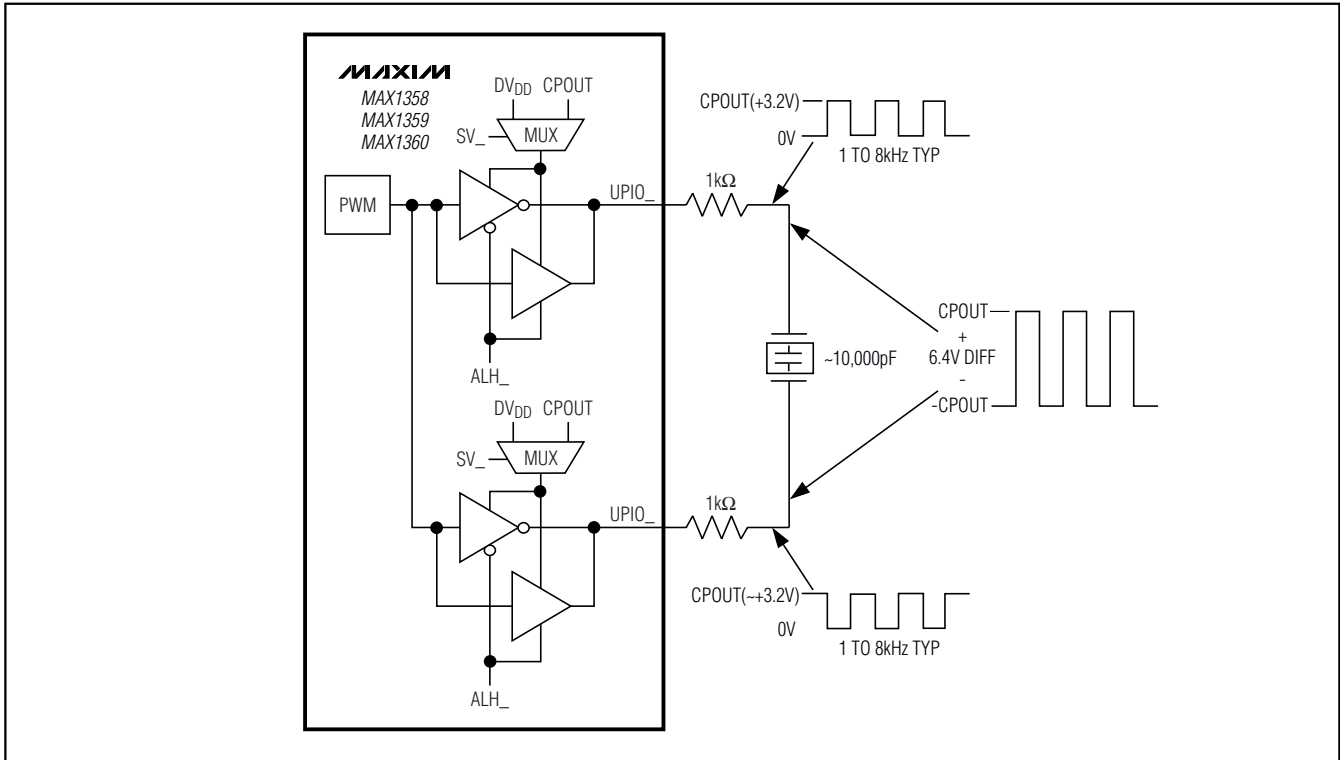 MAXIM
MAX1358
MAX1359
MAX1360
DVDD CPOUT
SV_ MUX
PWM
UPIO_
1kΩ
ALH_
CPOUT(+3.2V)
0V
1 TO 8kHz TYP
~10,000pF
CPOUT
+
6.4V DIFF
-
-CPOUT
DVDD CPOUT
SV_ MUX
UPIO_
1kΩ
ALH_
CPOUT(~+3.2V)
0V
1 TO 8kHz TYP